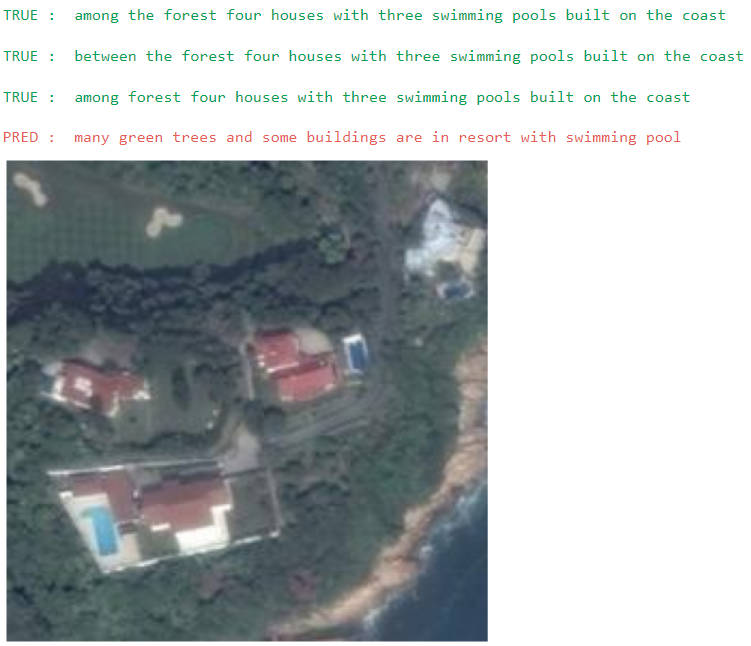 TRUE : among the forest four houses with three swimming pools built on the coast
TRUE : between the forest four houses with three swimming pools built on the coast
TRUE : among forest four houses with three swimming pools built on the coast
PRED : many green trees and some buildings are in resort with swimming pool